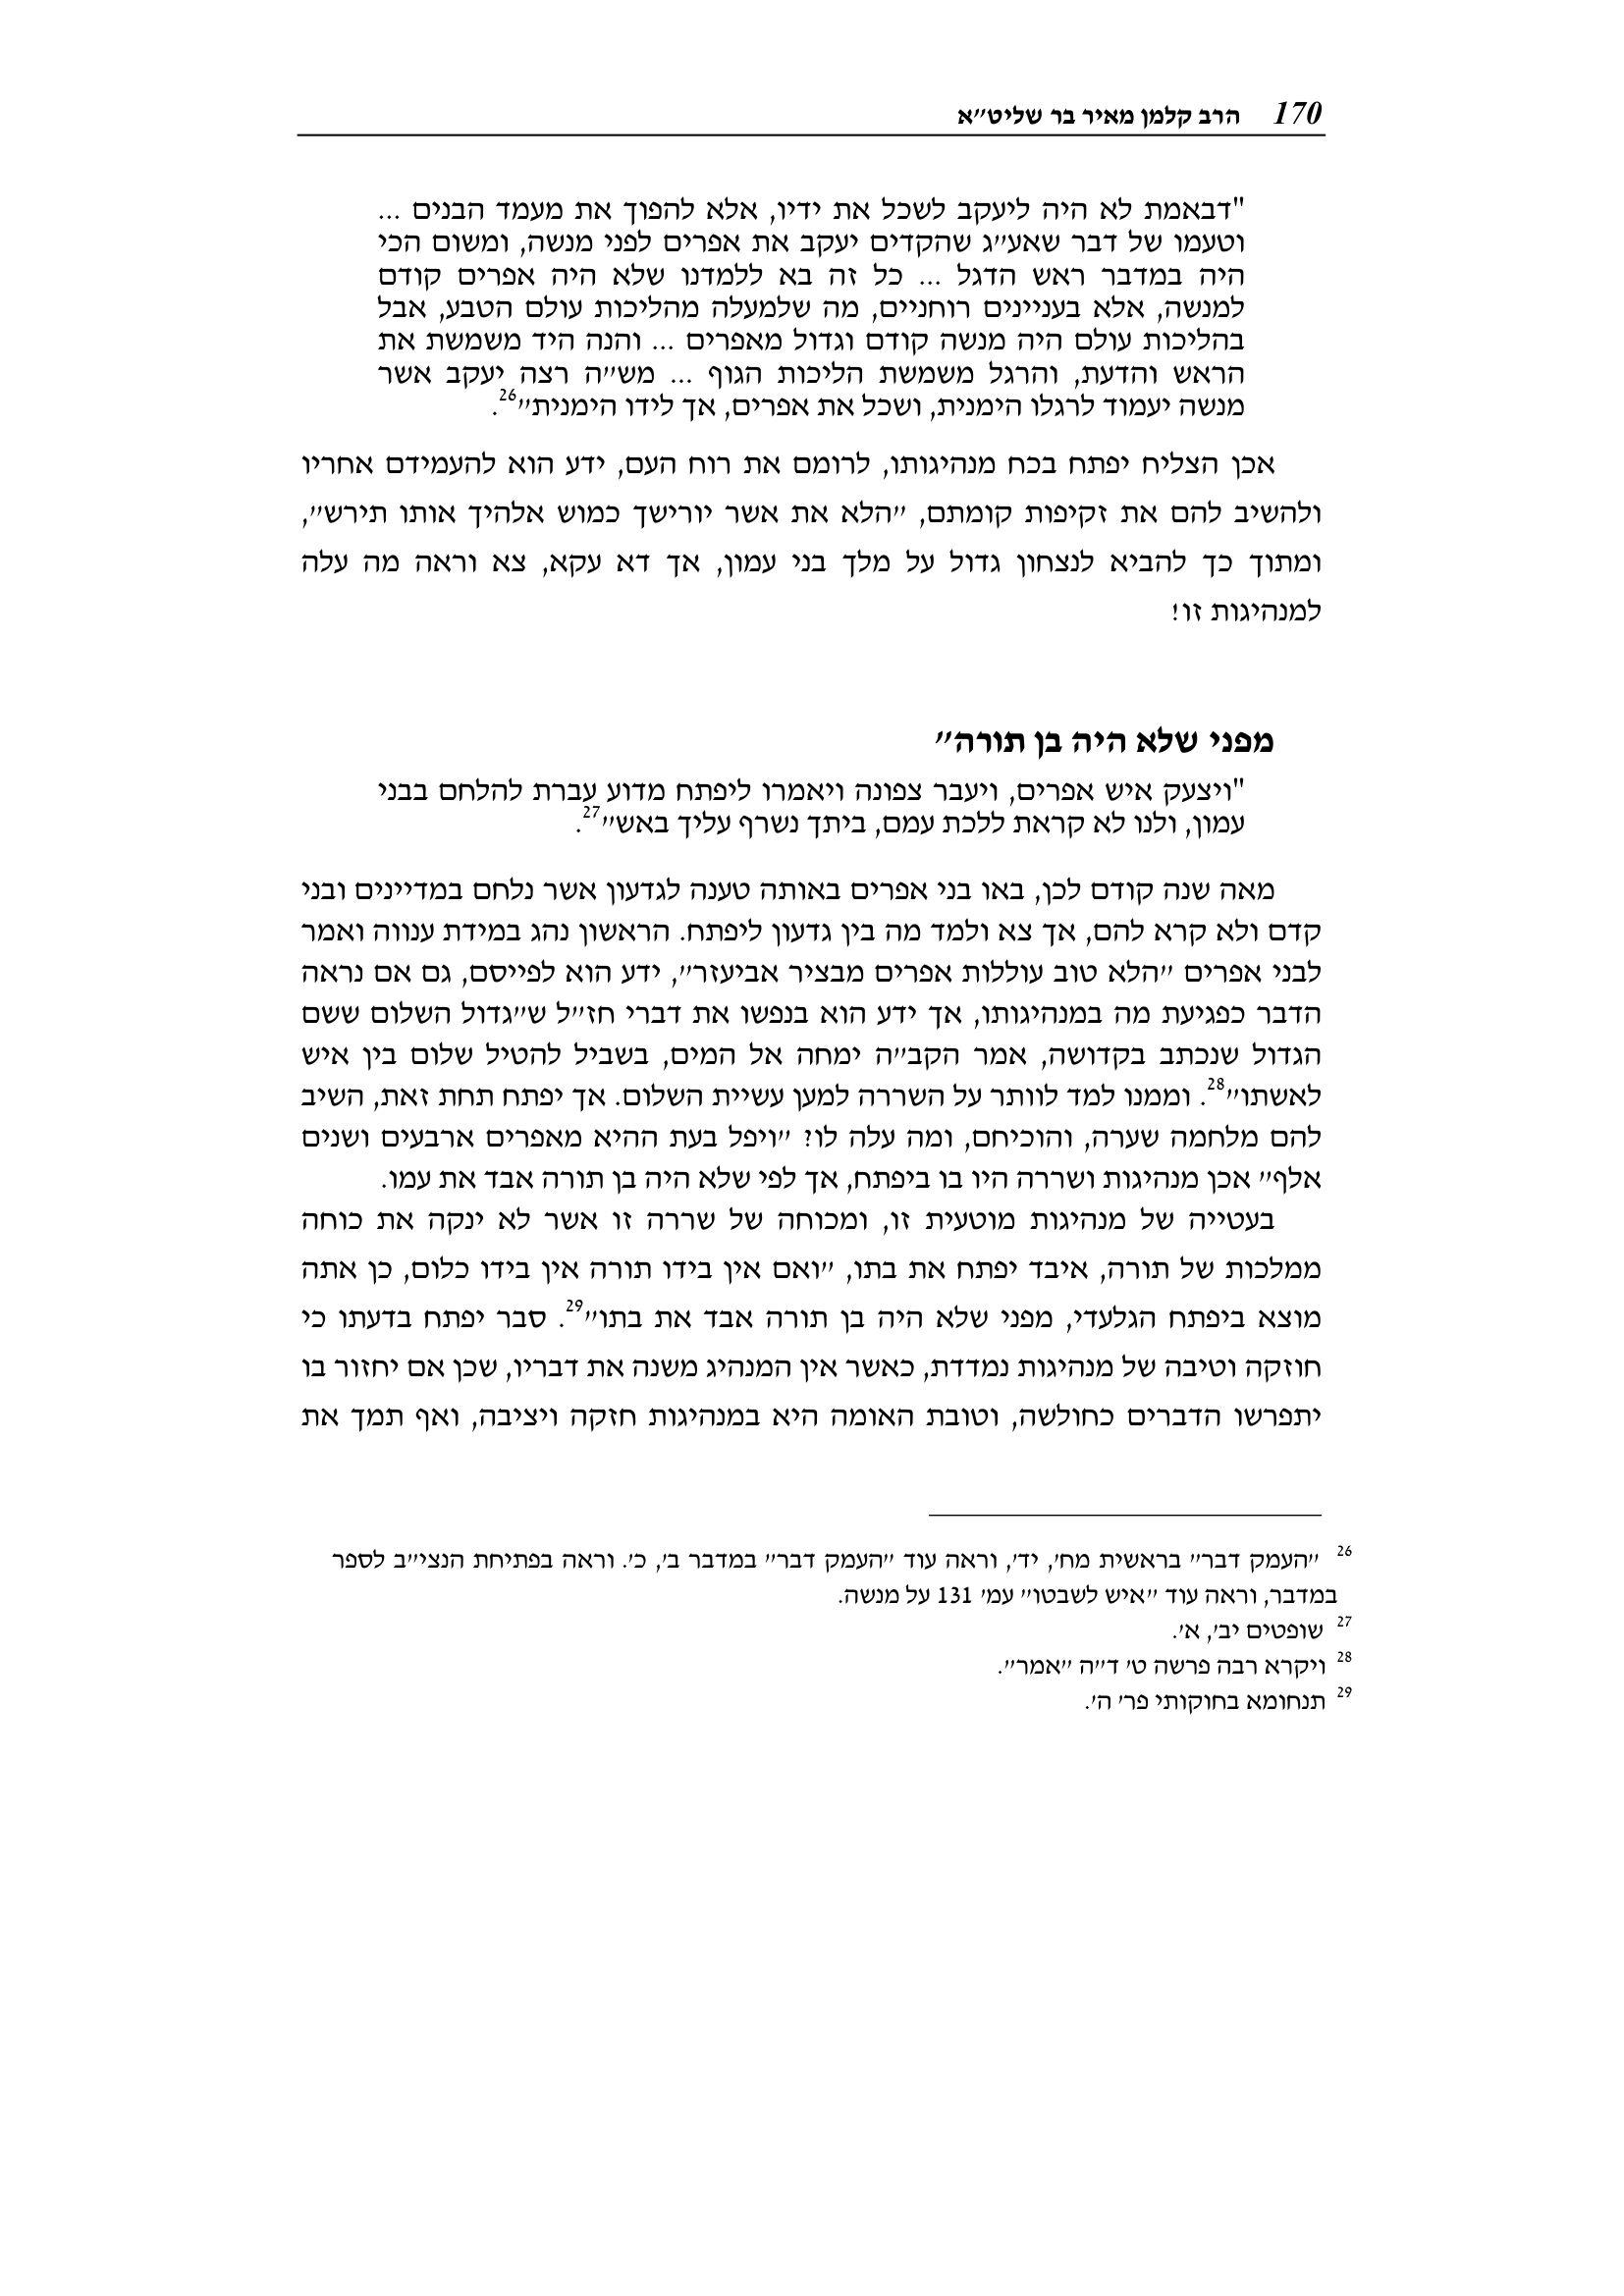 170 הרב קלמן מאיר בר שליט״א
"דבאמת לא היה ליעקב לשכל את ידיו, אלא להפוך את מעמד הבנים ...
וטעמו של דבר שאע״ג שהקדים יעקב את אפרים לפני מנשה, ומשום הכי
היה במדבר ראש הדגל ... כל זה בא ללמדנו שלא היה אפרים קודם
למנשה, אלא בעניינים רוחניים, מה שלמעלה מהליכות עולם הטבע, אבל
בהליכות עולם היה מנשה קודם וגדול מאפרים ... והנה היד משמשת את
הראש והדעת, והרגל משמשת הליכות הגוף ... מש״ה רצה יעקב אשר
מנשה יעמוד לרגלו הימנית, ושכל את אפרים, אך לידו הימנית״26.
אכן הצליח יפתח בכח מנהיגותו, לרומם את רוח העם, ידע הוא להעמידם אחריו
ולהשיב להם את זקיפות קומתם, ״הלא את אשר יורישך כמוש אלהיך אותו תירש״,
ומתוך כך להביא לנצחון גדול על מלך בני עמון, אך דא עקא, צא וראה מה עלה
למנהיגות זו!
מפני שלא היה בן תורה״
"ויצעק איש אפרים, ויעבר צפונה ויאמרו ליפתח מדוע עברת להלחם בבני
עמון, ולנו לא קראת ללכת עמם, ביתך נשרף עליך באש״27.
מאה שנה קודם לכן, באו בני אפרים באותה טענה לגדעון אשר נלחם במדיינים ובני
קדם ולא קרא להם, אך צא ולמד מה בין גדעון ליפתח. הראשון נהג במידת ענווה ואמר
לבני אפרים ״הלא טוב עוללות אפרים מבציר אביעזר״, ידע הוא לפייסם, גם אם נראה
הדבר כפגיעת מה במנהיגותו, אך ידע הוא בנפשו את דברי חז״ל ש״גדול השלום ששם
הגדול שנכתב בקדושה, אמר הקב״ה ימחה אל המים, בשביל להטיל שלום בין איש
לאשתו״28. וממנו למד לוותר על השררה למען עשיית השלום. אך יפתח תחת זאת, השיב
להם מלחמה שערה, והוכיחם, ומה עלה לו? ״ויפל בעת ההיא מאפרים ארבעים ושנים
אלף״ אכן מנהיגות ושררה היו בו ביפתח, אך לפי שלא היה בן תורה אבד את עמו.
בעטייה של מנהיגות מוטעית זו, ומכוחה של שררה זו אשר לא ינקה את כוחה
ממלכות של תורה, איבד יפתח את בתו, ״ואם אין בידו תורה אין בידו כלום, כן אתה
מוצא ביפתח הגלעדי, מפני שלא היה בן תורה אבד את בתו״29. סבר יפתח בדעתו כי
חוזקה וטיבה של מנהיגות נמדדת, כאשר אין המנהיג משנה את דבריו, שכן אם יחזור בו
יתפרשו הדברים כחולשה, וטובת האומה היא במנהיגות חזקה ויציבה, ואף תמך את
26 ״העמק דבר״ בראשית מח׳, יד׳, וראה עוד ״העמק דבר״ במדבר ב׳, כ׳. וראה בפתיחת הנצי״ב לספר
במדבר, וראה עוד ״איש לשבטו״ עמ׳ 131 על מנשה.
27 שופטים יב׳, א׳.
28 ויקרא רבה פרשה ט׳ ד״ה ״אמר״.
29 תנחומא בחוקותי פר׳ ה׳.